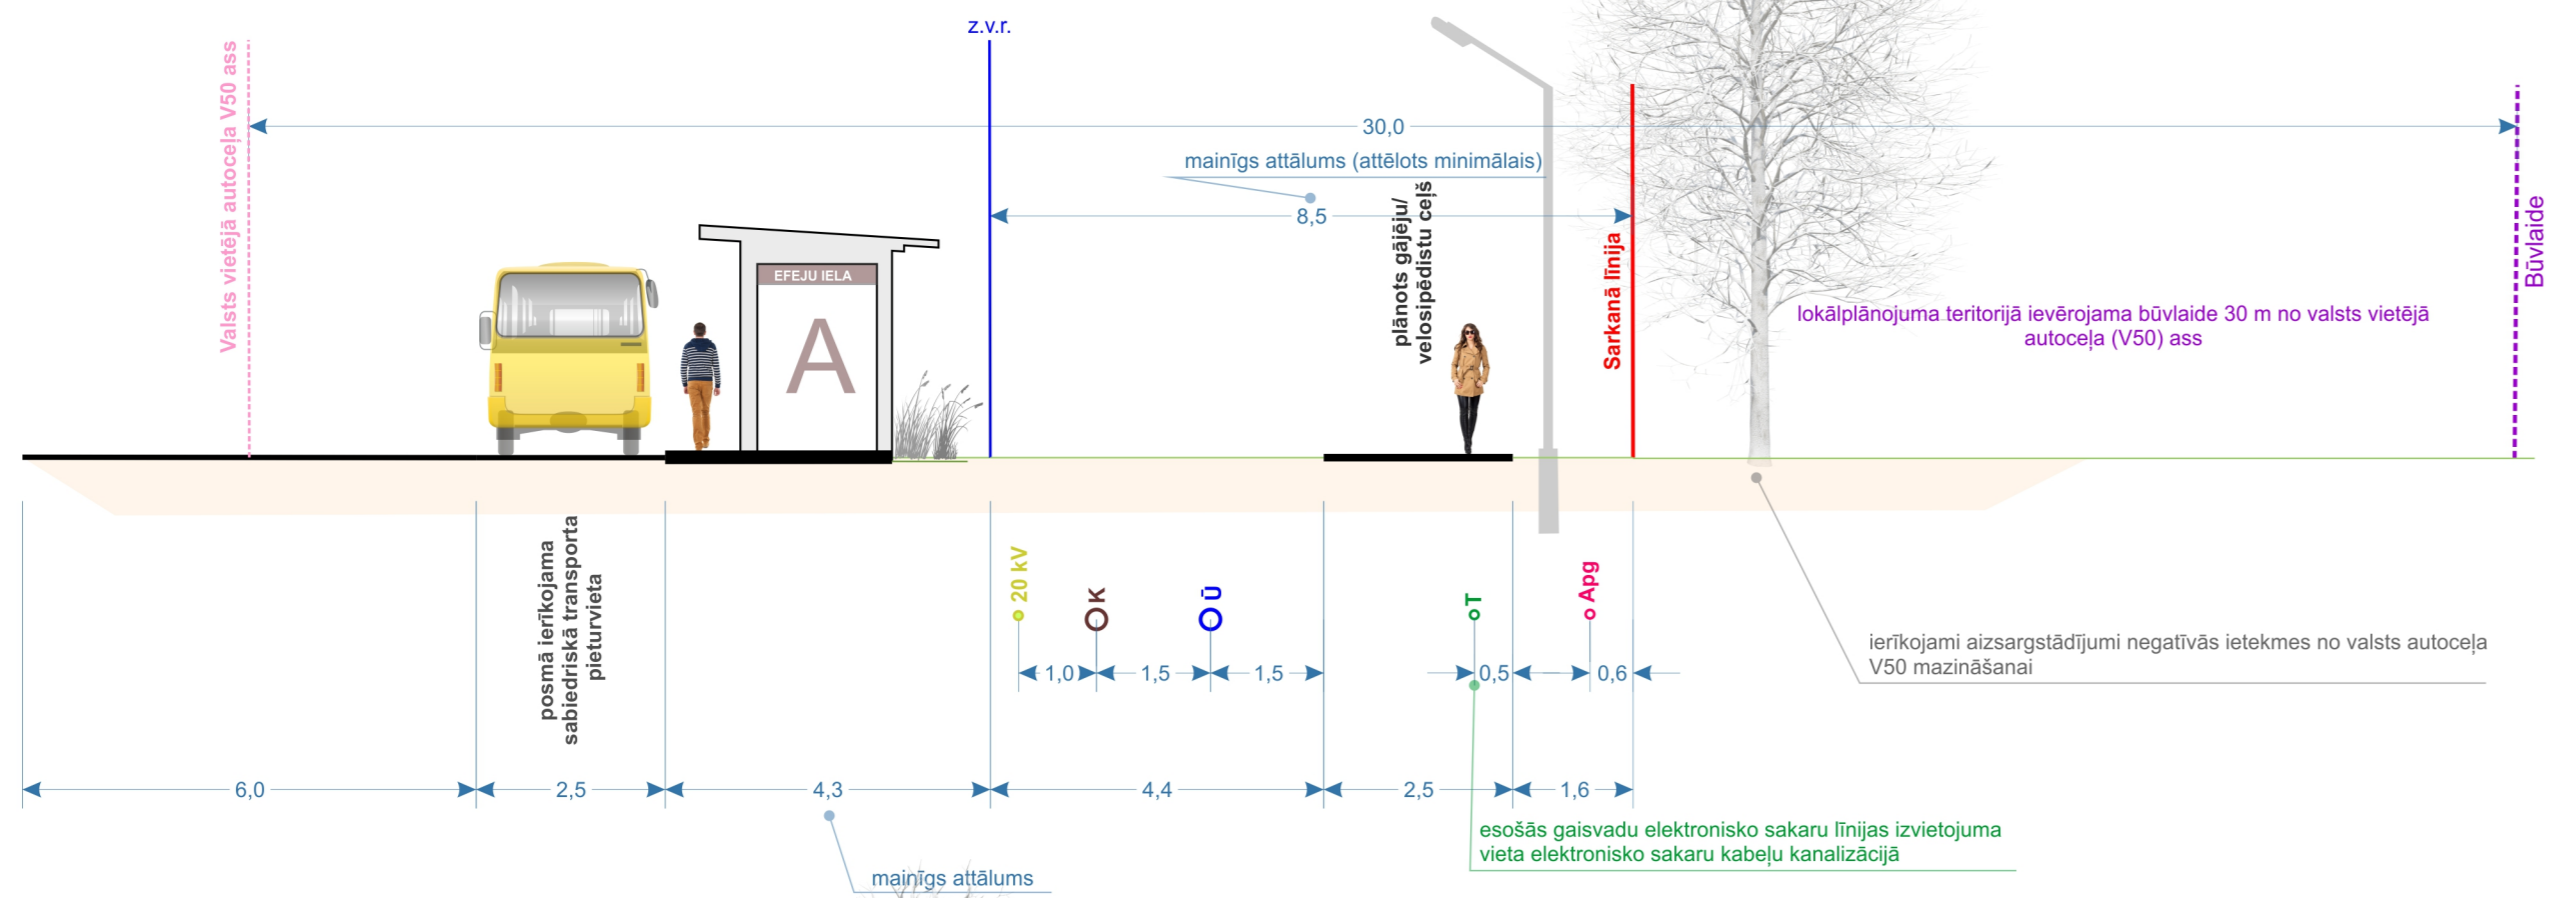 z.v.r.
Valsts vietējā autoceļa V50 ass
30,0
mainīgs attālums (attēlots minimālais)
8,5
plānots gājēju/
velosipēdistu ceļš
Sarkanā līnija
Būvlaide
EFEJU IELA
A
lokālplānojuma teritorijā ievērojama būvlaide 30 m no valsts vietējā
autoceļa (V50) ass
posmā ierīkojama
sabiedriskā transporta
pieturvieta
20 kV
K
Ū
T
Apg
1,0
1,5
1,5
0,5
0,6
ierīkojami aizsargstādījumi negatīvās ietekmes no valsts autoceļa
V50 mazināšanai
6,0
2,5
4,3
4,4
2,5
1,6
esošās gaisvadu elektronisko sakaru līnijas izvietojuma
vieta elektronisko sakaru kabeļu kanalizācijā
mainīgs attālums